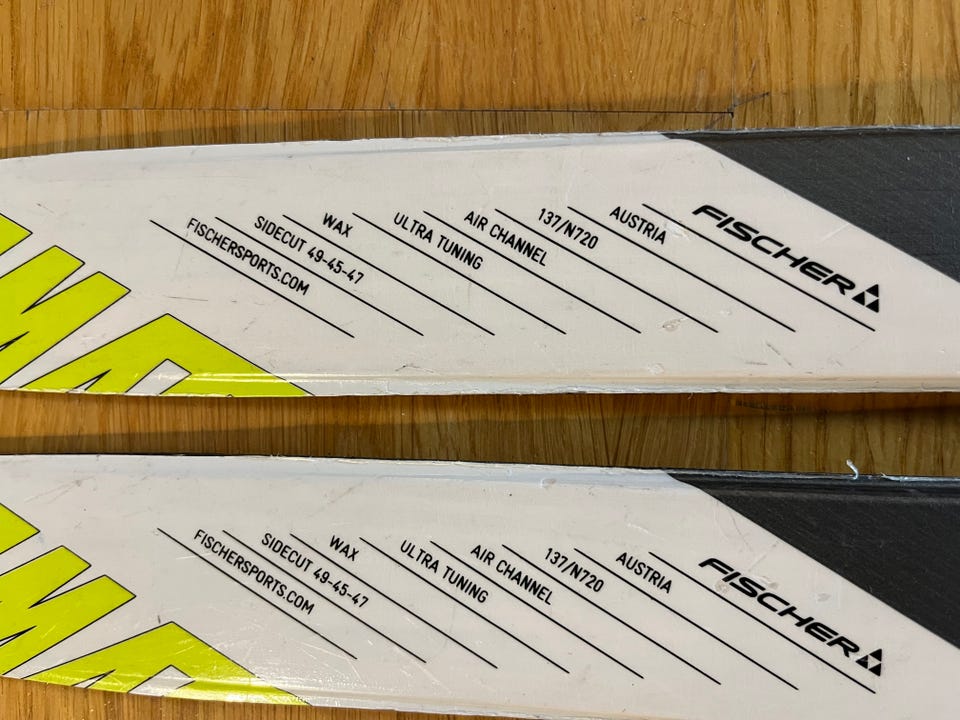 FISCHERSPORTS.COM
SIDECUT 49-45-47
WAX
ULTRA TUNING
AIR CHANNEL
137/N720
AUSTRIA
FISCHER
FISCHERSPORTS.COM
SIDECUT 49-45-47
WAX
ULTRA TUNING
AIR CHANNEL
137/N720
AUSTRIA
FISCHER